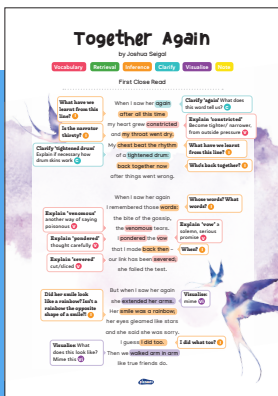 Together Again
by Joshua Seigal
Vocabulary Retrieval Inference Clarify Visualise
First Close Read
What have we
learnt from this
line? I
Is the narrator
thirsty? I
Clarify 'tightened drum'
Explain if necessary how
drum skins work C
When I saw her again
after all this time
my heart grew constricted
and my throat went dry.
My chest beat the rhythm
of a tightened drum:
back together now
after things went wrong.
Clarify 'again' What does
this word tell us? C
Explain 'constricted'
Become tighter/ narrower,
from outside pressure V
What have we learnt
from this line? I
Who's back together? I
Explain 'venomous'
another way of saying
poisonous V
Explain 'pondered'
thought carefully V
Explain 'severed'
cut/sliced V
When I saw her again
I remembered those words:
the bite of the gossip,
the venomous tears.
I pondered the vow
that I made back then –
our link has been severed;
she failed the test.
Whose words? What
words? I
Explain 'vow' a
solemn, serious
promise V
When? I
Did her smile look
like a rainbow? Isn't a
rainbow the opposite
shape of a smile?! I
Visualise: What
does this look like?
Mime this Vi
But when I saw her again
she extended her arms.
Her smile was a rainbow;
her eyes gleamed like stars
and she said she was sorry.
I guess I did too.
Then we walked arm in arm
like true friends do.
Visualise:
mime Vi
I did what too? I